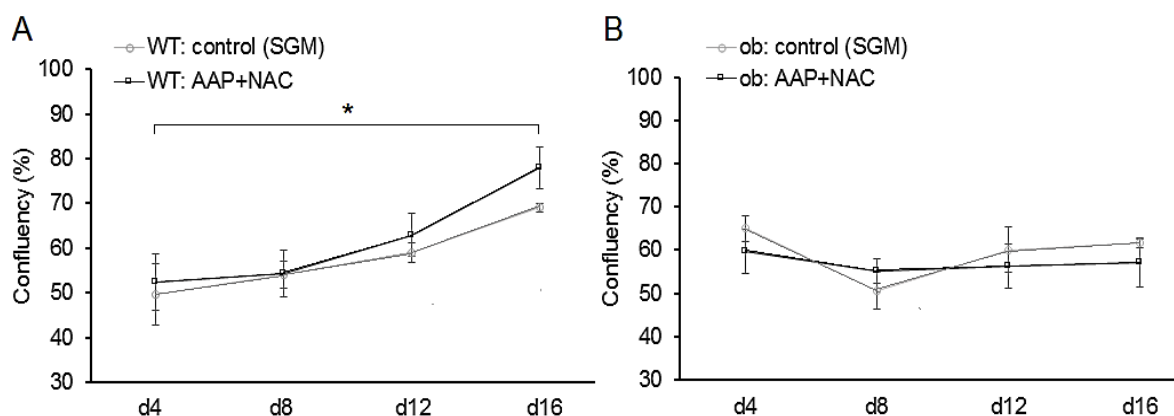 A
WT: control (SGM)
WT: AAP+NAC
*
Confluency (%)
100
90
80
70
60
50
40
30
d4
d8
d12
d16
B
ob: control (SGM)
ob: AAP+NAC
Confluency (%)
100
90
80
70
60
50
40
30
d4
d8
d12
d16